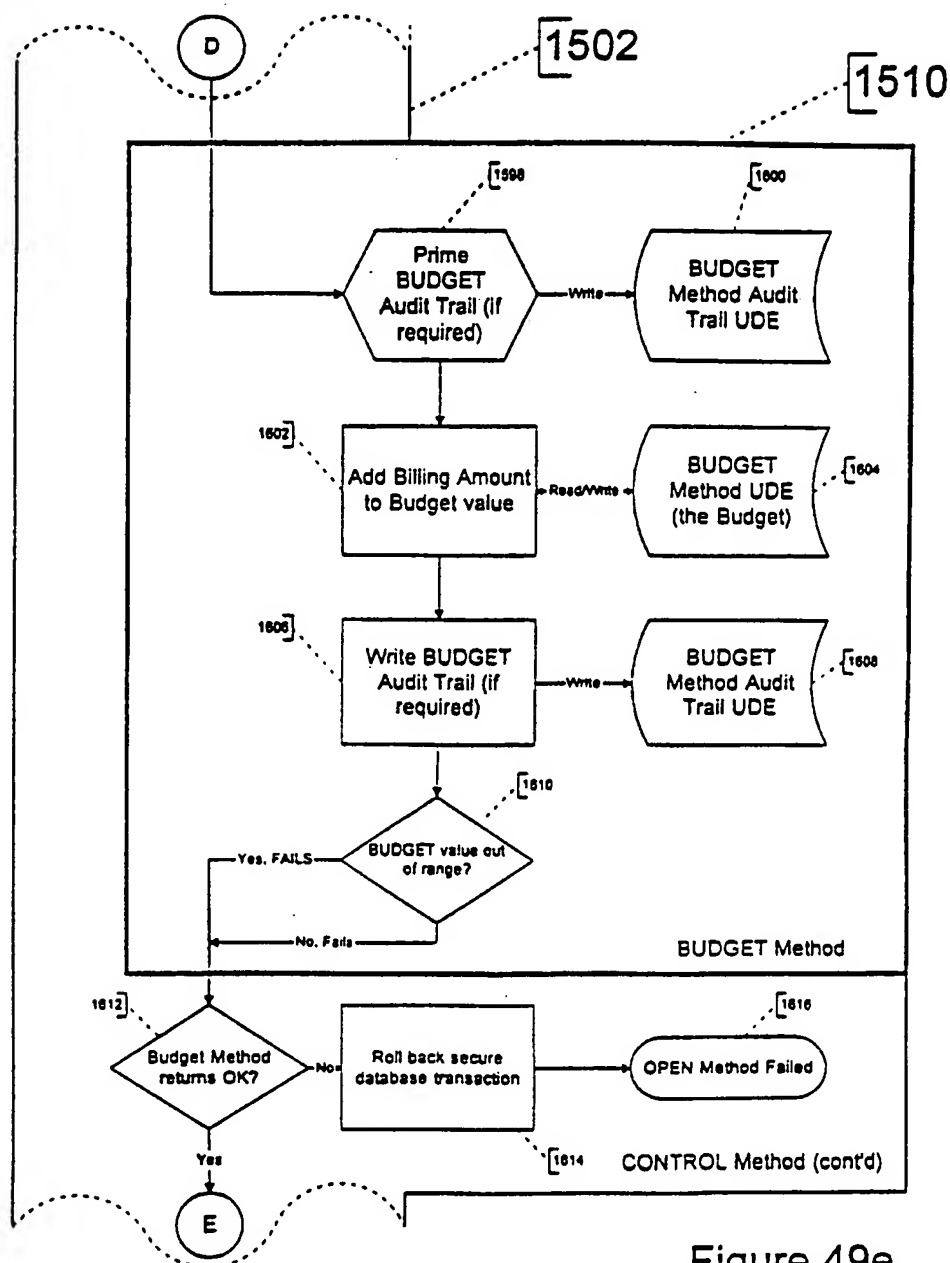 D
1502
1510
1598
1600
Prime
BUDGET
Audit Trail (if
required)
Write
BUDGET
Method Audit
Trail UDE
1602
Add Billing Amount
to Budget value
Read/Write
BUDGET
Method UDE
(the Budget)
1604
1606
Write BUDGET
Audit Trail (if
required)
Write
BUDGET
Method Audit
Trail UDE
1608
1610
BUDGET value out
of range?
Yes, FAILS
No, Fails
BUDGET Method
1612
Budget Method
returns OK?
No
Roll back secure
database transaction
1616
OPEN Method Failed
Yes
1614
CONTROL Method (cont'd)
E
Figure 49e